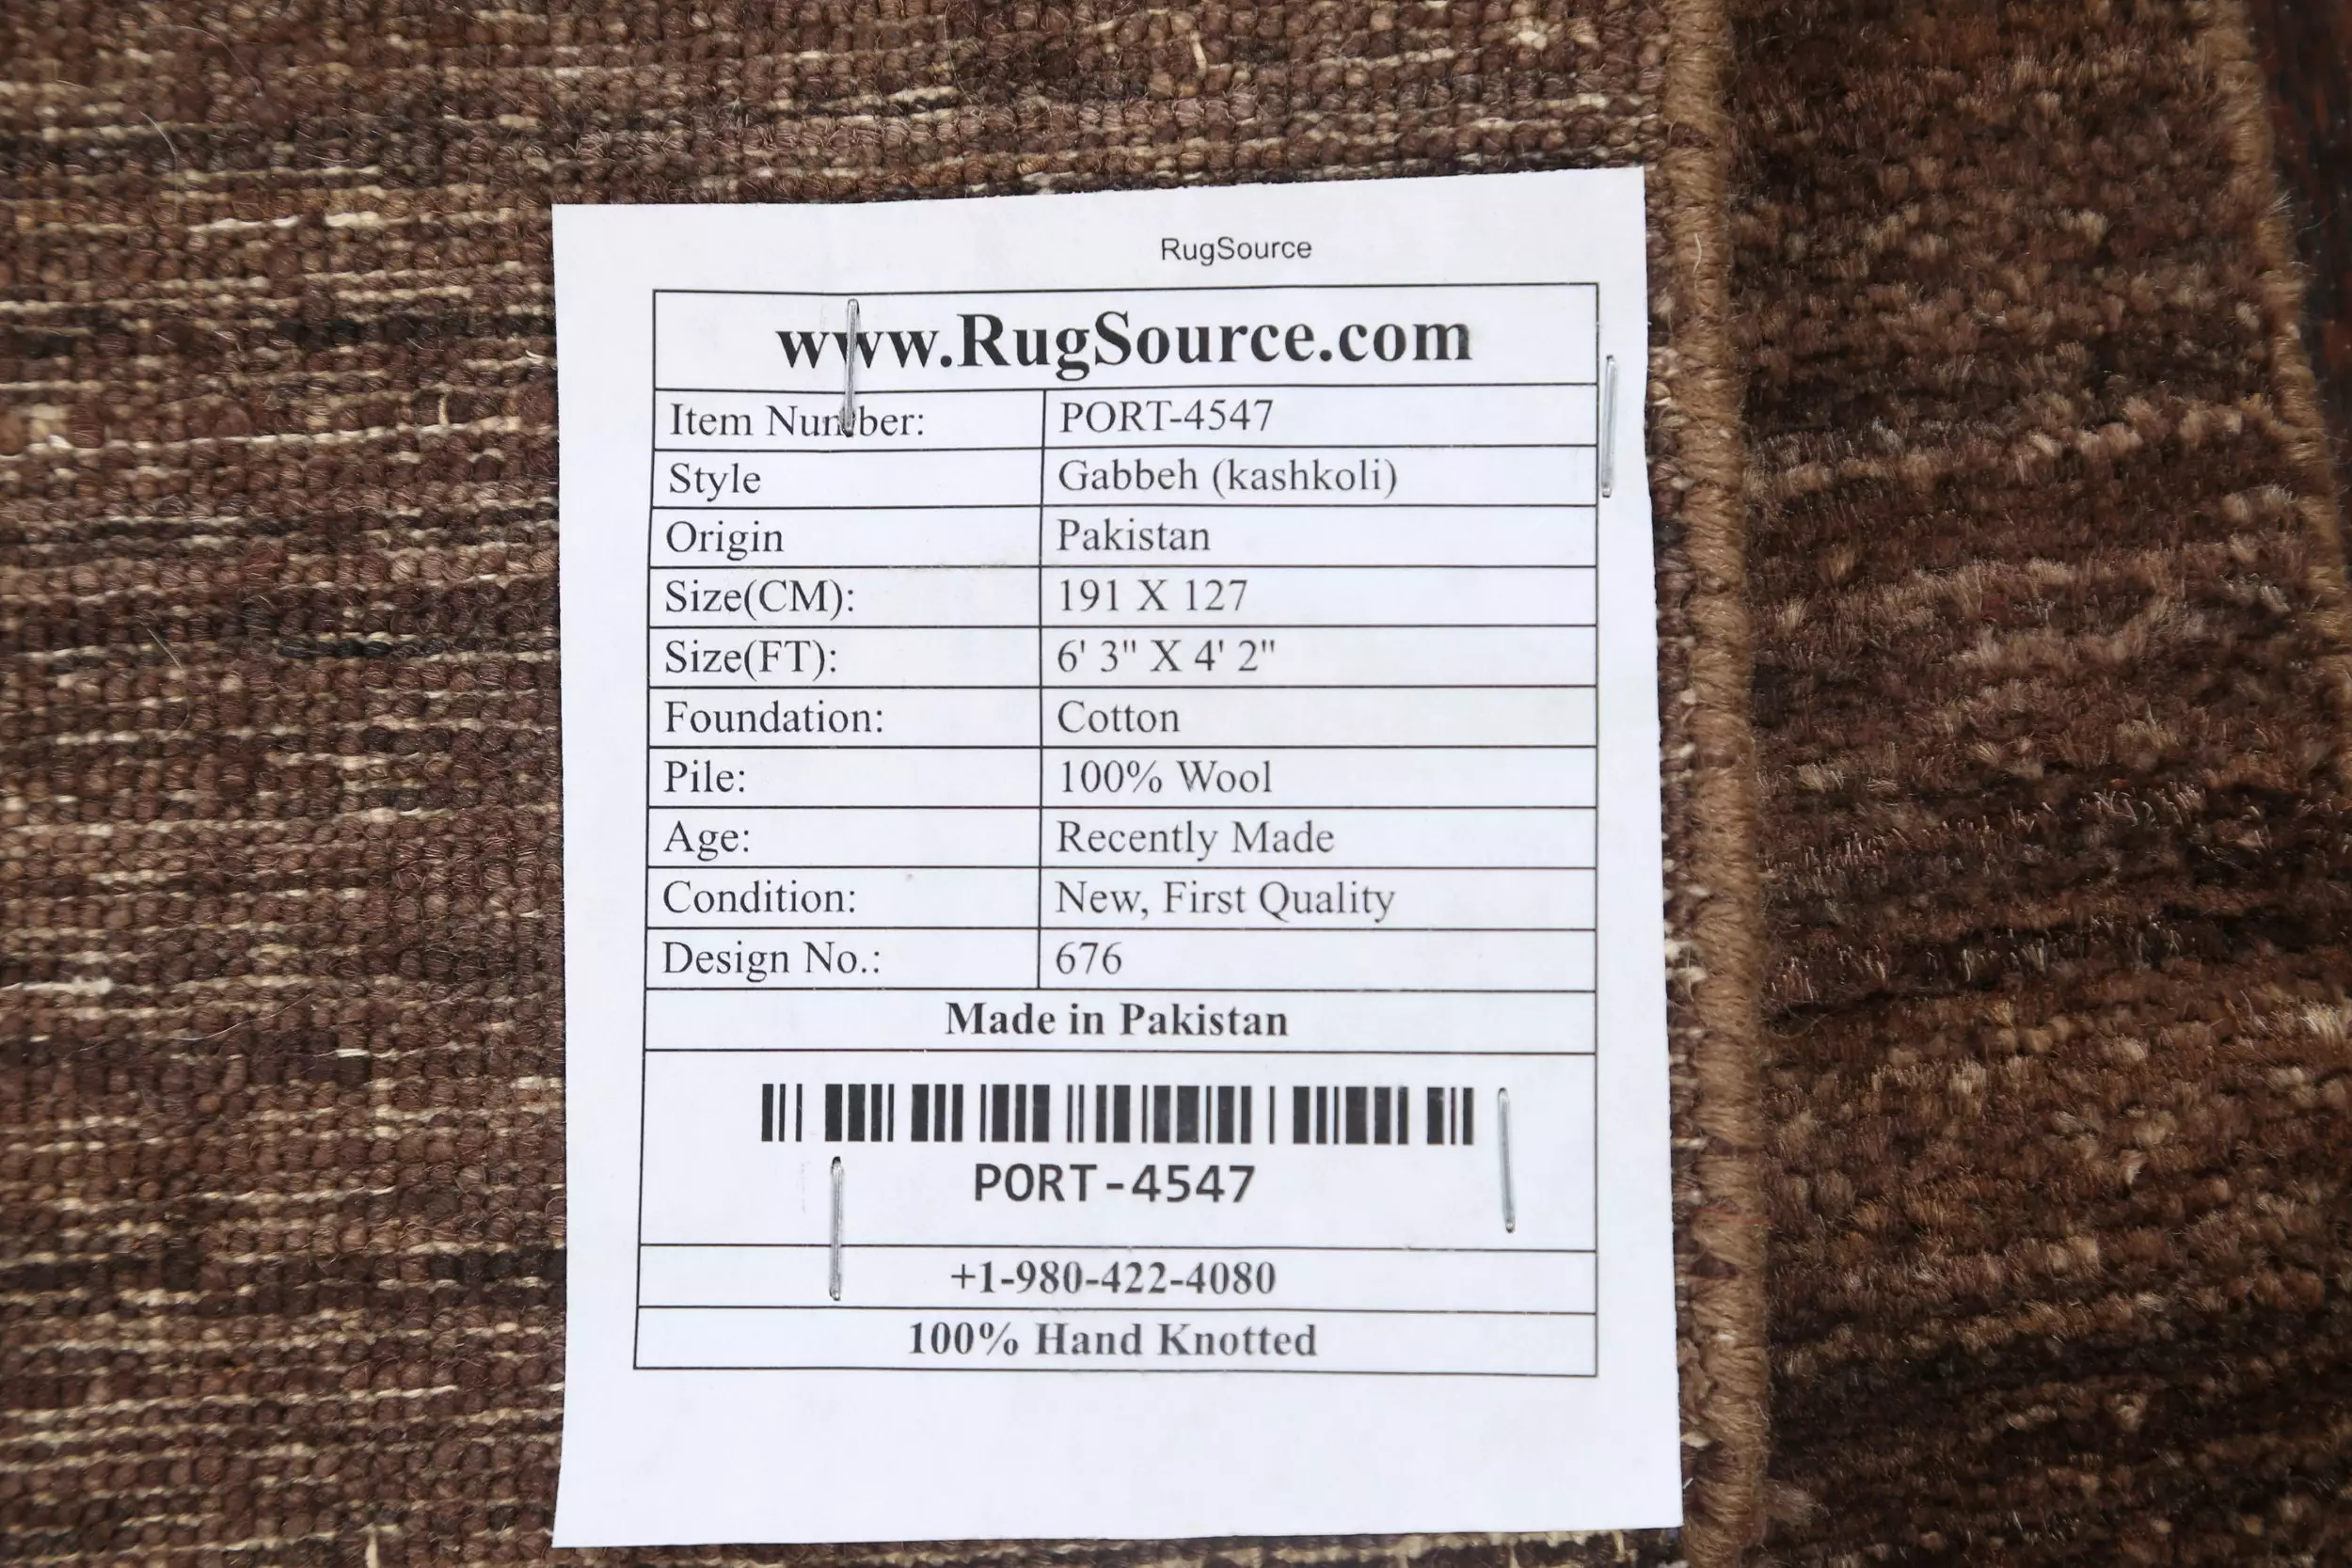 RugSource
www.RugSource.com
Item Number: PORT-4547
Style Gabbeh (kashkoli)
Origin Pakistan
Size(CM): 191 X 127
Size(FT): 6' 3" X 4' 2"
Foundation: Cotton
Pile: 100% Wool
Age: Recently Made
Condition: New, First Quality
Design No.: 676
Made in Pakistan
PORT-4547
+1-980-422-4080
100% Hand Knotted